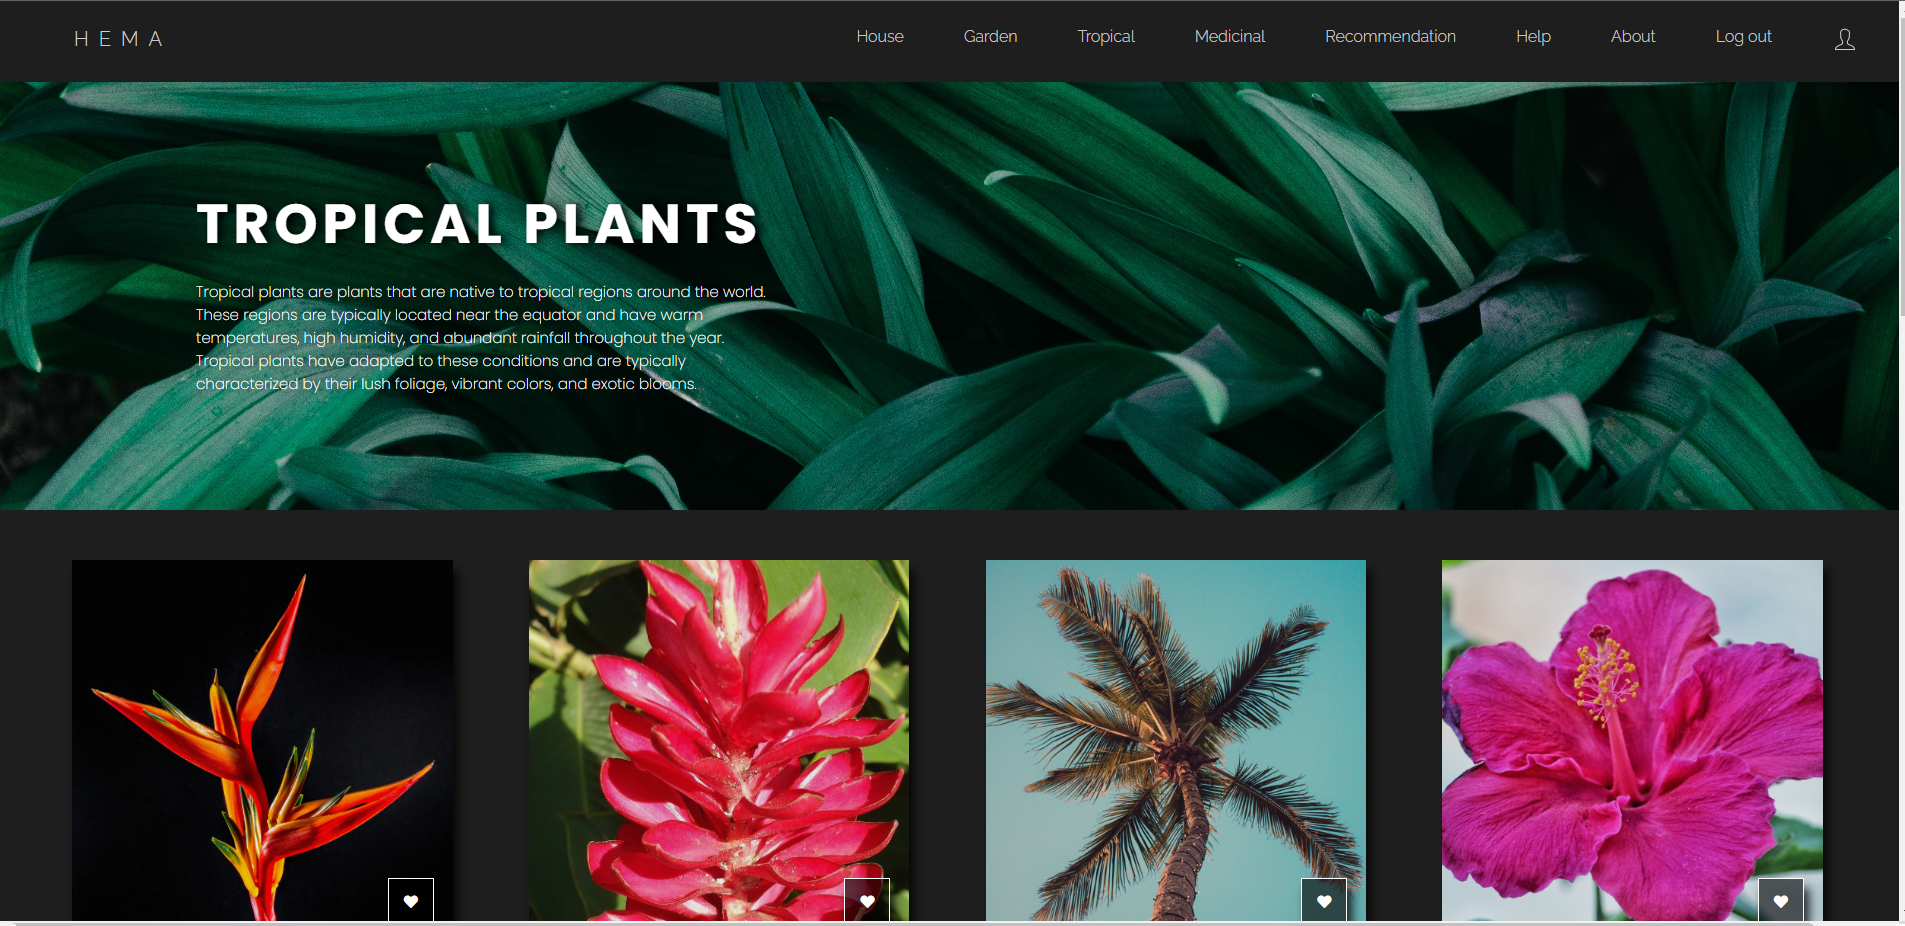 HEMA
House Garden Tropical Medicinal Recommendation Help About Log out
TROPICAL PLANTS
Tropical plants are plants that are native to tropical regions around the world.
These regions are typically located near the equator and have warm
temperatures, high humidity, and abundant rainfall throughout the year.
Tropical plants have adapted to these conditions and are typically
characterized by their lush foliage, vibrant colors, and exotic blooms.